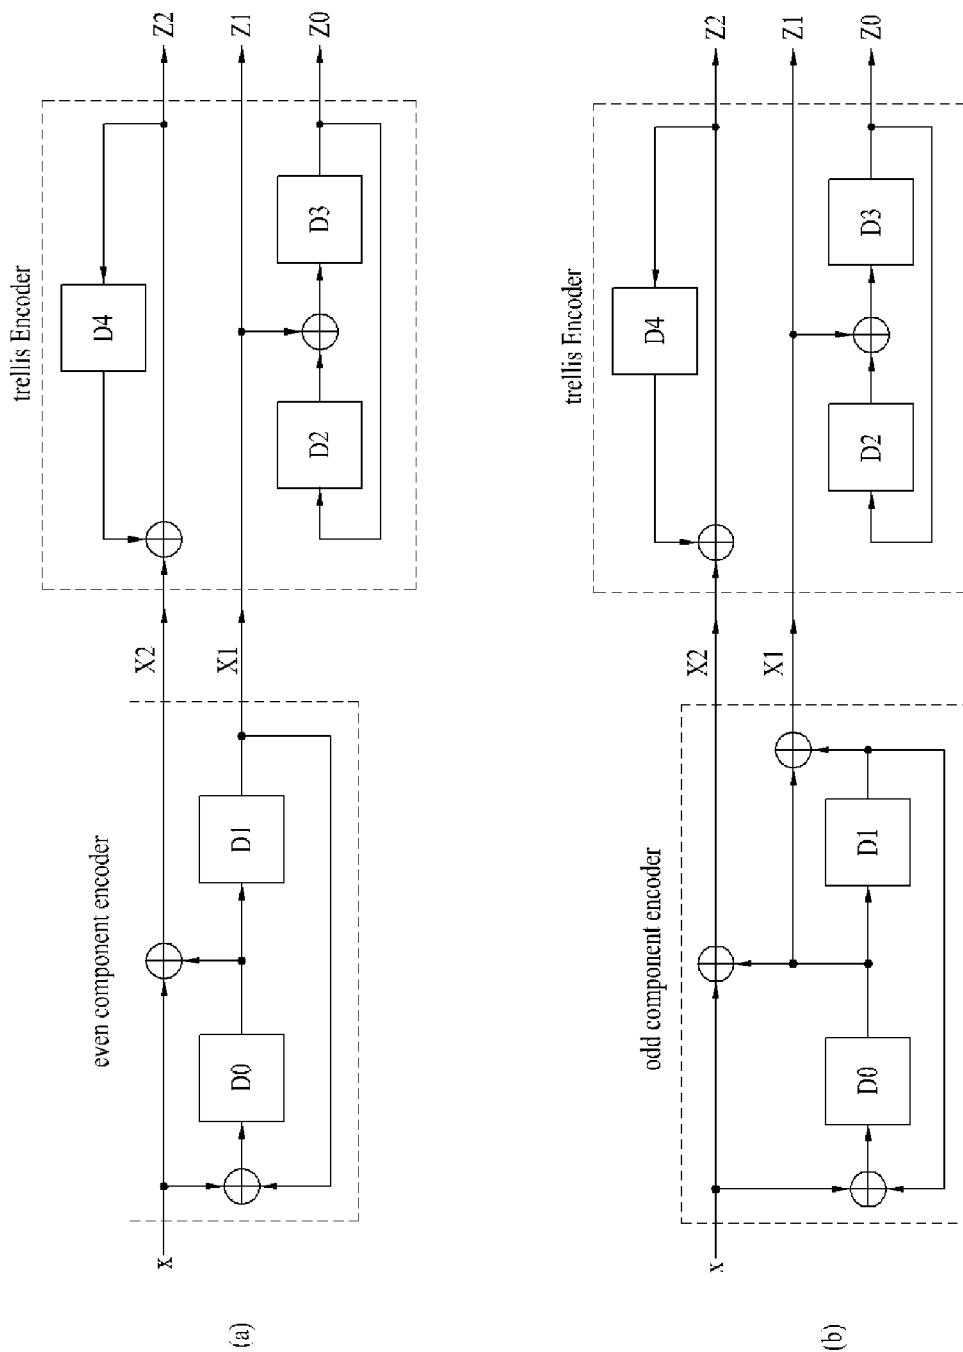 (a)
even component encoder
trellis Encoder
x
D0
D1
X2
X1
D4
D2
D3
Z2
Z1
Z0
(b)
odd component encoder
trellis Encoder
x
D0
D1
X2
X1
D4
D2
D3
Z2
Z1
Z0